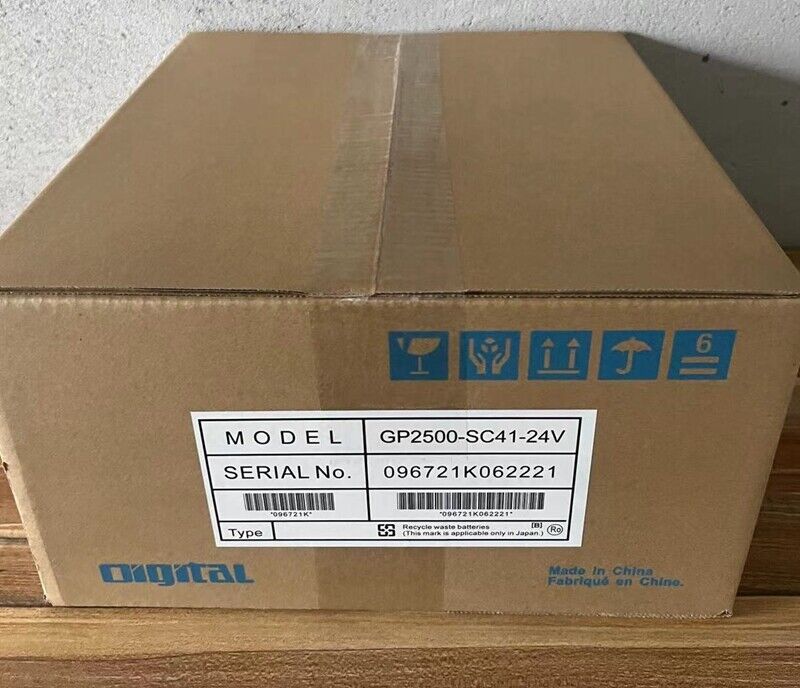 6
MODEL GP2500-SC41-24V
SERIAL No. 096721K062221
*096721K* *096721K062221*
Type Recycle waste batteries [B] Ro
(This mark is applicable only in Japan.)
Digital Made in China
Fabriqué en Chine.